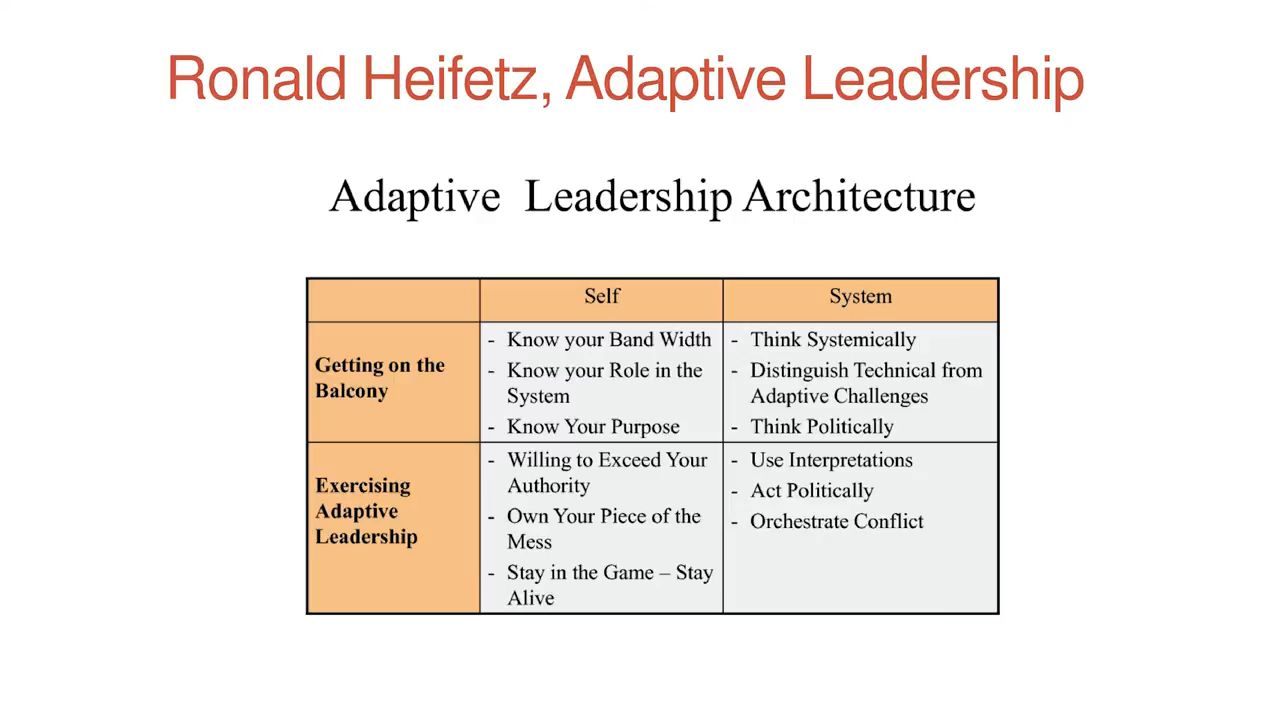 Ronald Heifetz, Adaptive Leadership
Adaptive Leadership Architecture
Self
System
Getting on the
Balcony
- Know your Band Width
- Know your Role in the
System
- Know Your Purpose
- Think Systemically
- Distinguish Technical from
Adaptive Challenges
- Think Politically
Exercising
Adaptive
Leadership
- Willing to Exceed Your
Authority
- Own Your Piece of the
Mess
- Stay in the Game – Stay
Alive
- Use Interpretations
- Act Politically
- Orchestrate Conflict